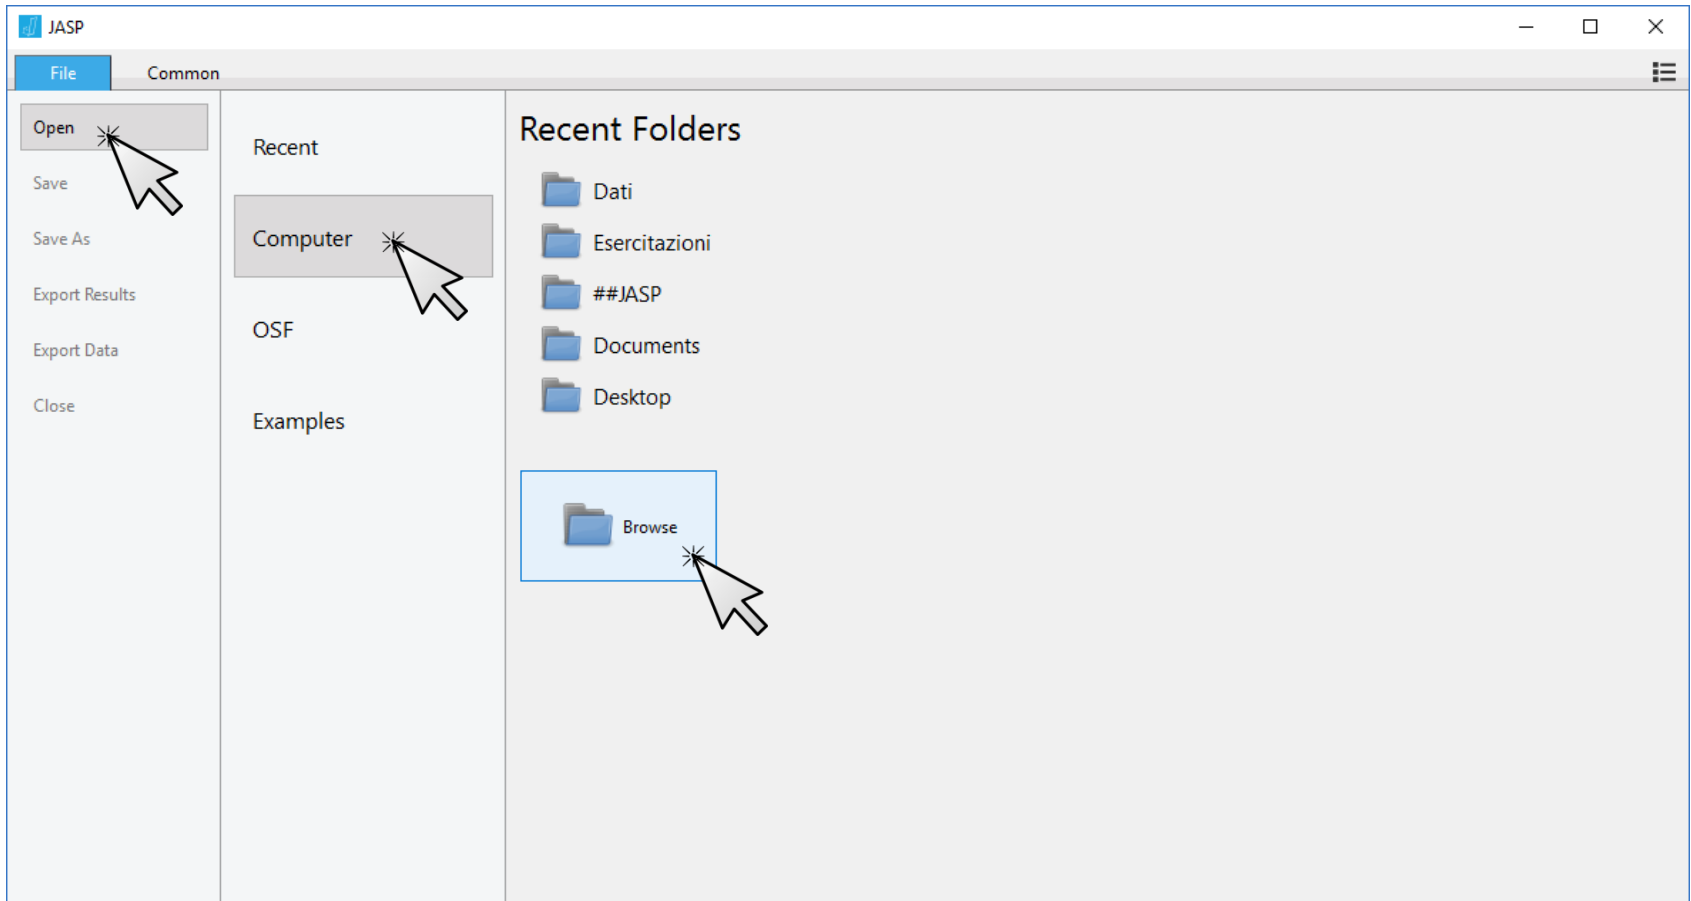 JASP
File
Common
Open
Save
Save As
Export Results
Export Data
Close
Recent
Computer
OSF
Examples
Recent Folders
Dati
Esercitazioni
##JASP
Documents
Desktop
Browse